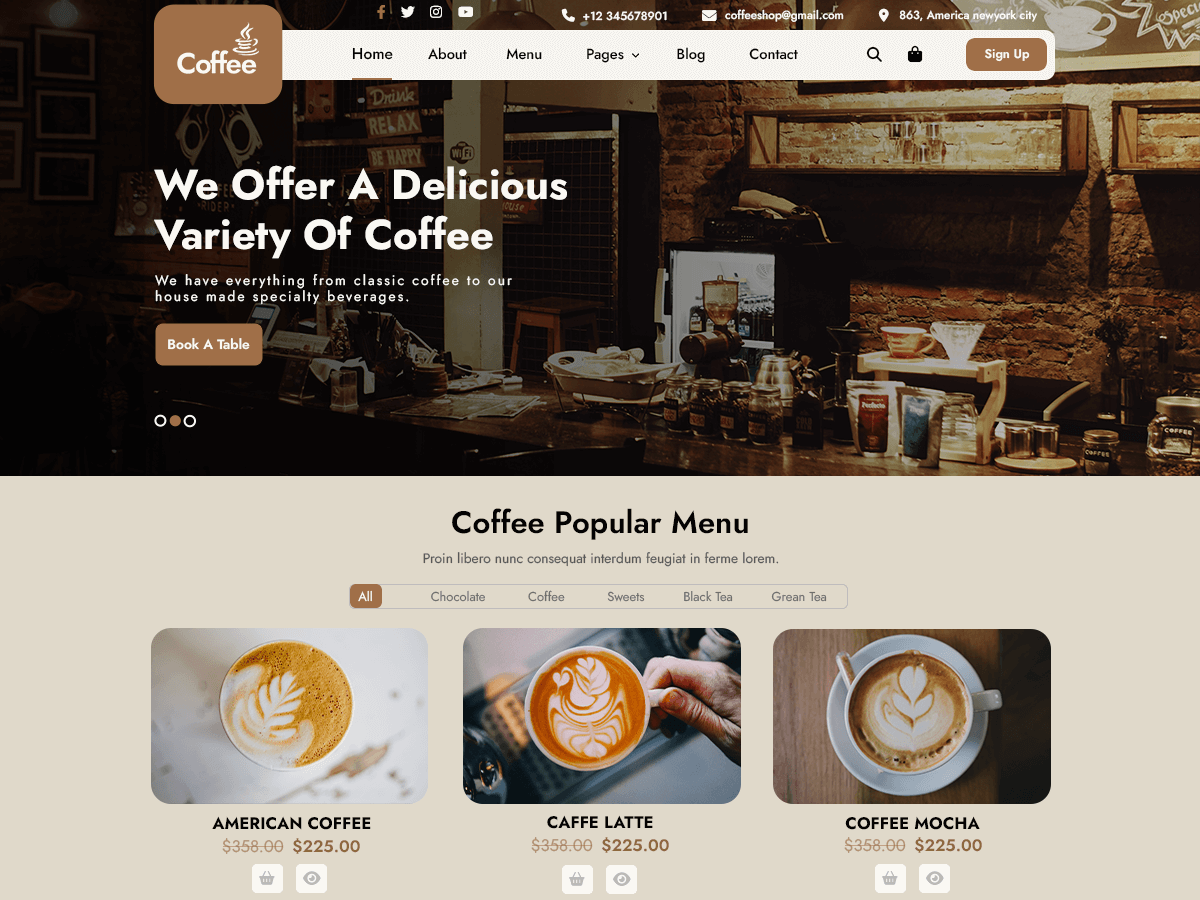 +12 345678901
coffeeshop@gmail.com
863, America newyork city
Coffee
Home
About
Menu
Pages
Blog
Contact
Sign Up
Drink
RELAX
BE HAPPY
WiFi
We Offer A Delicious
Variety Of Coffee
We have everything from classic coffee to our
house made specialty beverages.
Book A Table
COFFEE
COFFEE
Coffee Popular Menu
Proin libero nunc consequat interdum feugiat in ferme lorem.
All
Chocolate
Coffee
Sweets
Black Tea
Grean Tea
AMERICAN COFFEE
$358.00 $225.00
CAFFE LATTE
$358.00 $225.00
COFFEE MOCHA
$358.00 $225.00